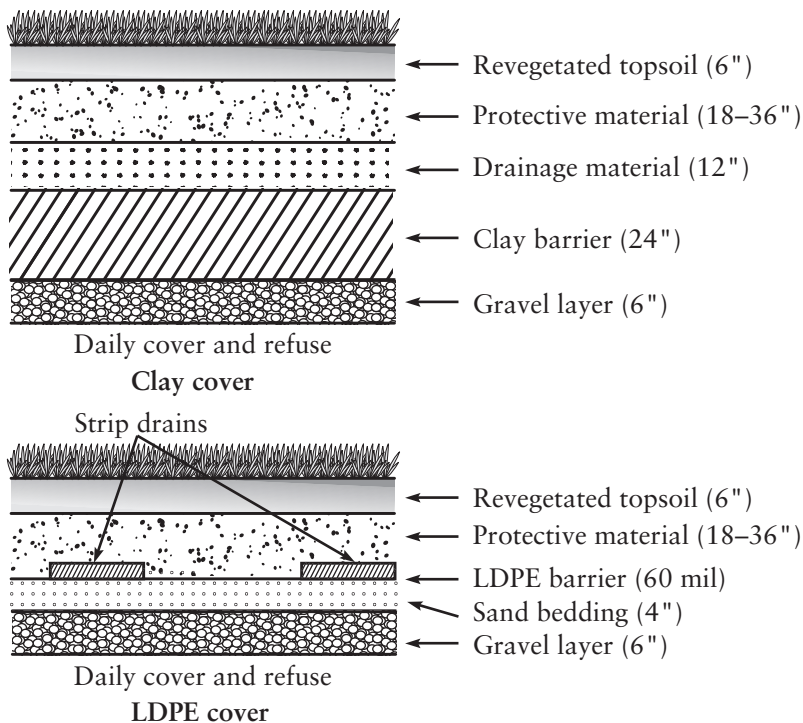 Revegetated topsoil (6")
Protective material (18–36")
Drainage material (12")
Clay barrier (24")
Gravel layer (6")
Daily cover and refuse
Clay cover
Strip drains
Revegetated topsoil (6")
Protective material (18–36")
LDPE barrier (60 mil)
Sand bedding (4")
Gravel layer (6")
Daily cover and refuse
LDPE cover